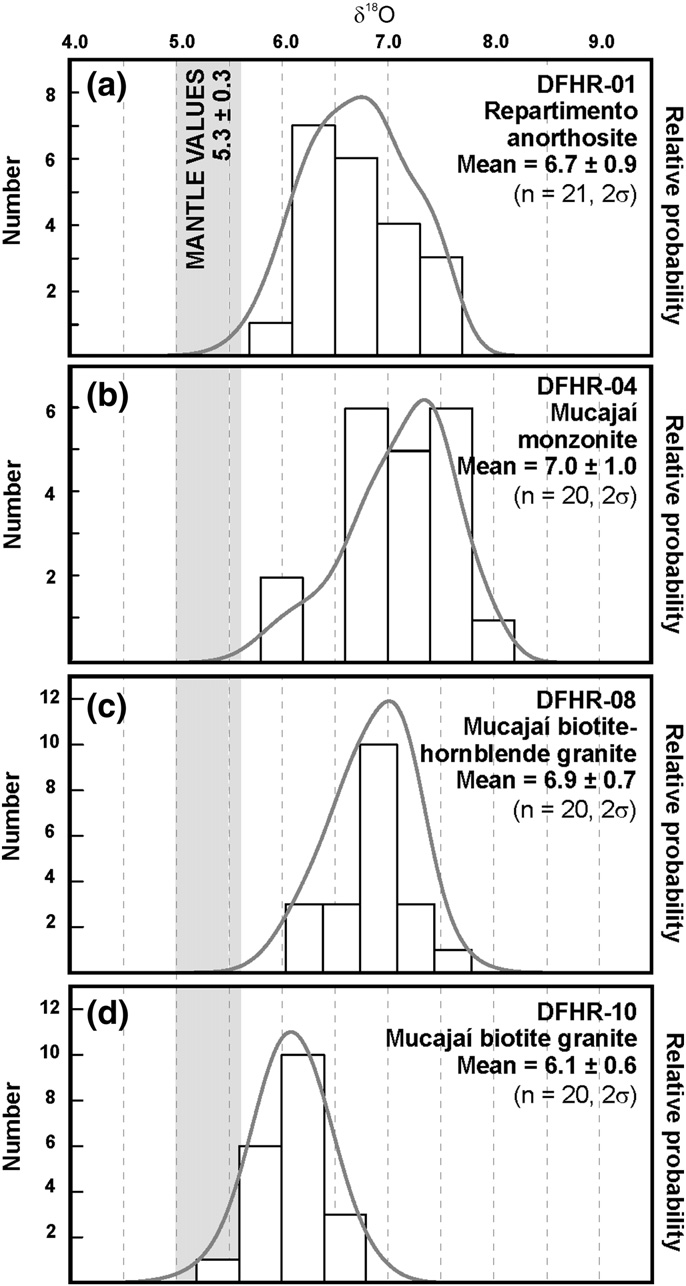 δ¹⁸O
4.0 5.0 6.0 7.0 8.0 9.0
(a)
MANTLE VALUES
5.3 ± 0.3
DFHR-01
Repartimento
anorthosite
Mean = 6.7 ± 0.9
(n = 21, 2σ)
8
6
4
2
Number
Relative probability
(b)
DFHR-04
Mucajaí
monzonite
Mean = 7.0 ± 1.0
(n = 20, 2σ)
6
4
2
Number
Relative probability
(c)
DFHR-08
Mucajaí biotite-
hornblende granite
Mean = 6.9 ± 0.7
(n = 20, 2σ)
12
10
8
6
4
2
Number
Relative probability
(d)
DFHR-10
Mucajaí biotite granite
Mean = 6.1 ± 0.6
(n = 20, 2σ)
12
10
8
6
4
2
Number
Relative probability